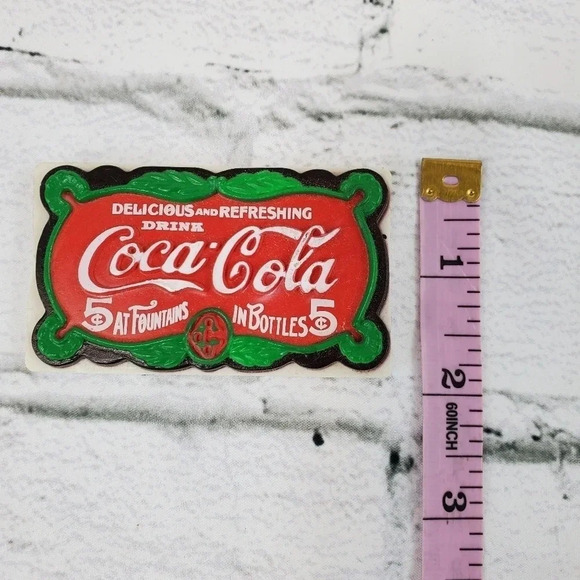 DELICIOUS AND REFRESHING
DRINK
Coca-Cola
5¢ AT FOUNTAINS IN BOTTLES 5¢
1
2
60INCH
3